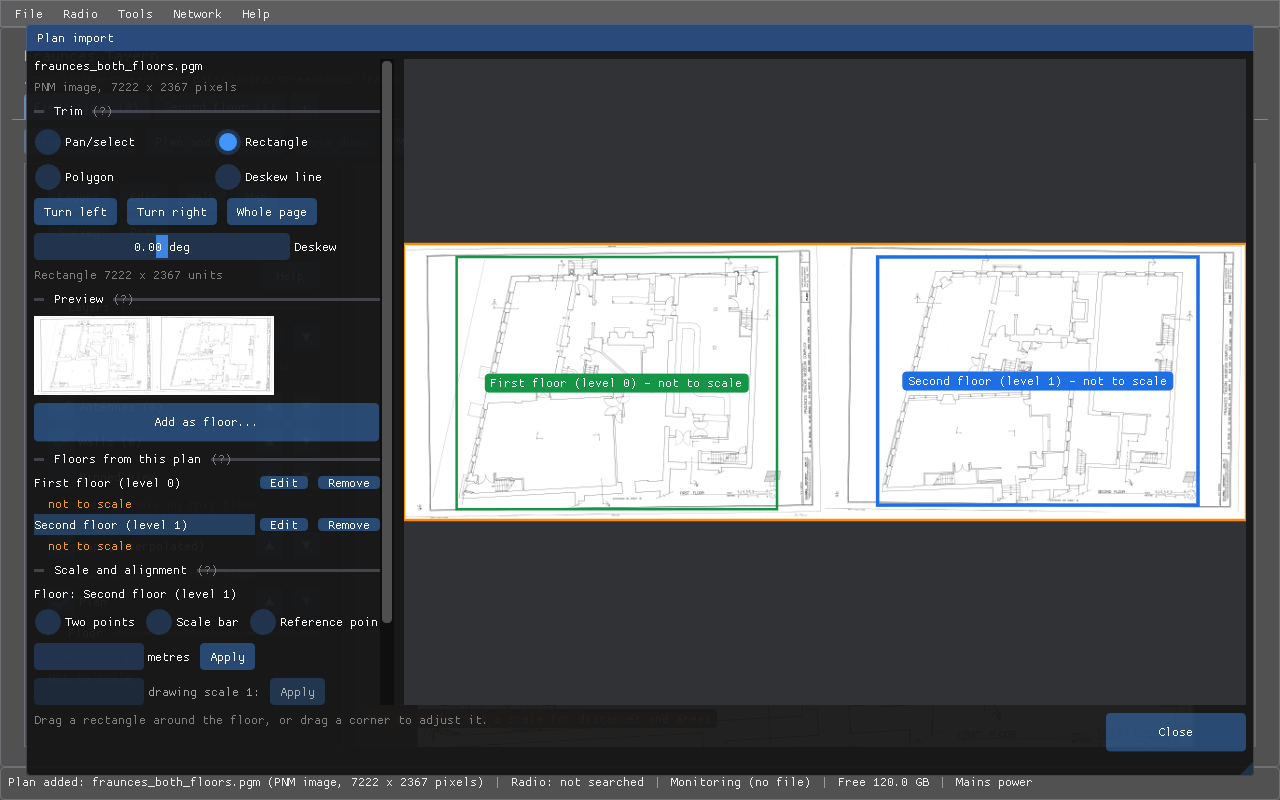 File Radio Tools Network Help
Plan import
fraunces_both_floors.pgm
PNM image, 7222 x 2367 pixels
Trim (?)
Pan/select Rectangle
Polygon Deskew line
Turn left Turn right Whole page
0.00 deg Deskew
Rectangle 7222 x 2367 units
Preview (?)
Add as floor...
Floors from this plan (?)
First floor (level 0) Edit Remove
not to scale
Second floor (level 1) Edit Remove
not to scale
Scale and alignment (?)
Floor: Second floor (level 1)
Two points Scale bar Reference poin
metres Apply
drawing scale 1: Apply
Drag a rectangle around the floor, or drag a corner to adjust it.
First floor (level 0) - not to scale
FIRST FLOOR
Second floor (level 1) - not to scale
SECOND FLOOR
Close
Plan added: fraunces_both_floors.pgm (PNM image, 7222 x 2367 pixels) | Radio: not searched | Monitoring (no file) | Free 120.0 GB | Mains power